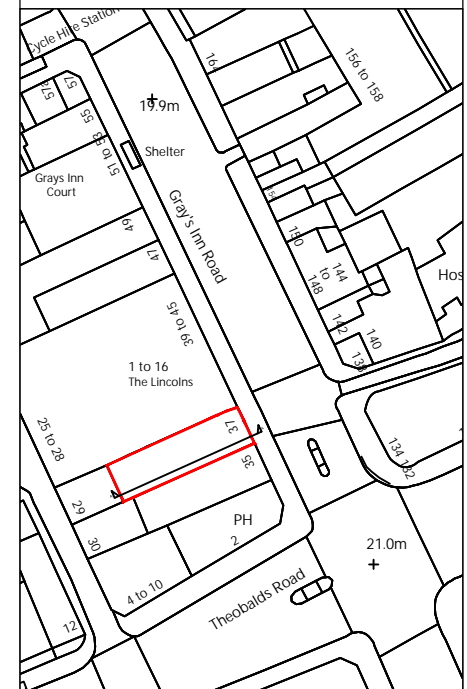 Cycle Hire Station
57a
57
55
51 to 53
164
156 to 158
19.9m
Shelter
Grays Inn
Court
49
47
Gray's Inn Road
154
150
144
to
148
142
140
138
Hos
39 to 45
1 to 16
The Lincolns
37
35
25 to 28
29
30
PH
2
4 to 10
12
134
132
21.0m
Theobalds Road